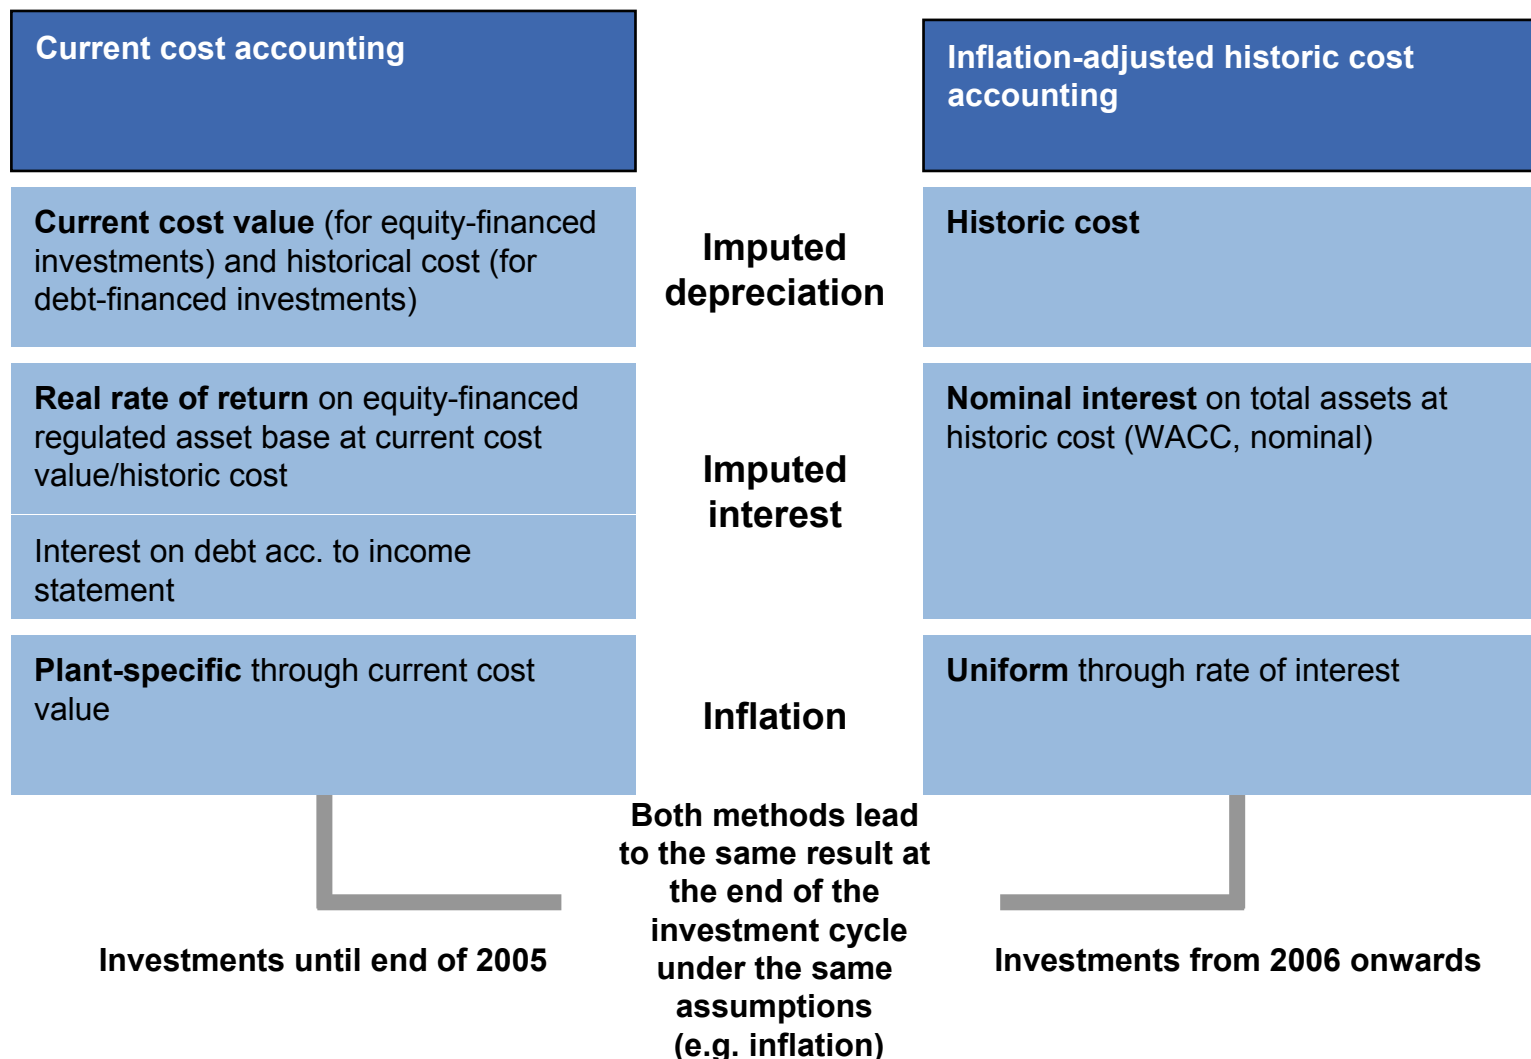 Current cost accounting
Inflation-adjusted historic cost
accounting
Current cost value (for equity-financed
investments) and historical cost (for
debt-financed investments)
Imputed
depreciation
Historic cost
Real rate of return on equity-financed
regulated asset base at current cost
value/historic cost
Interest on debt acc. to income
statement
Imputed
interest
Nominal interest on total assets at
historic cost (WACC, nominal)
Plant-specific through current cost
value
Inflation
Uniform through rate of interest
Investments until end of 2005
Both methods lead
to the same result at
the end of the
investment cycle
under the same
assumptions
(e.g. inflation)
Investments from 2006 onwards